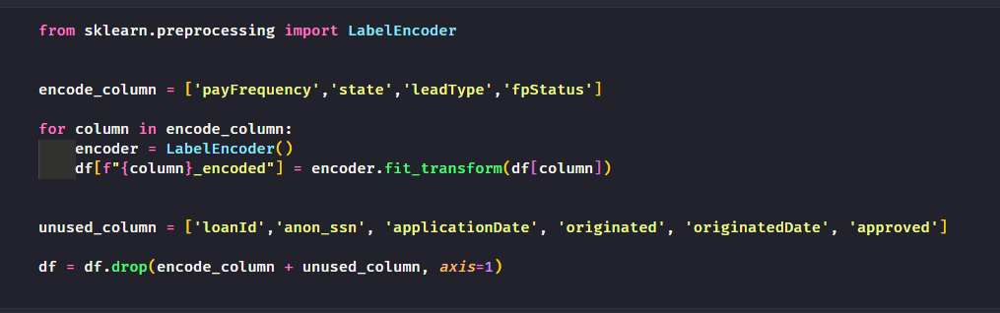 from sklearn.preprocessing import LabelEncoder
encode_column = ['payFrequency','state','leadType','fpStatus']
for column in encode_column:
    encoder = LabelEncoder()
    df[f"{column}_encoded"] = encoder.fit_transform(df[column])
unused_column = ['loanId','anon_ssn', 'applicationDate', 'originated', 'originatedDate', 'approved']
df = df.drop(encode_column + unused_column, axis=1)